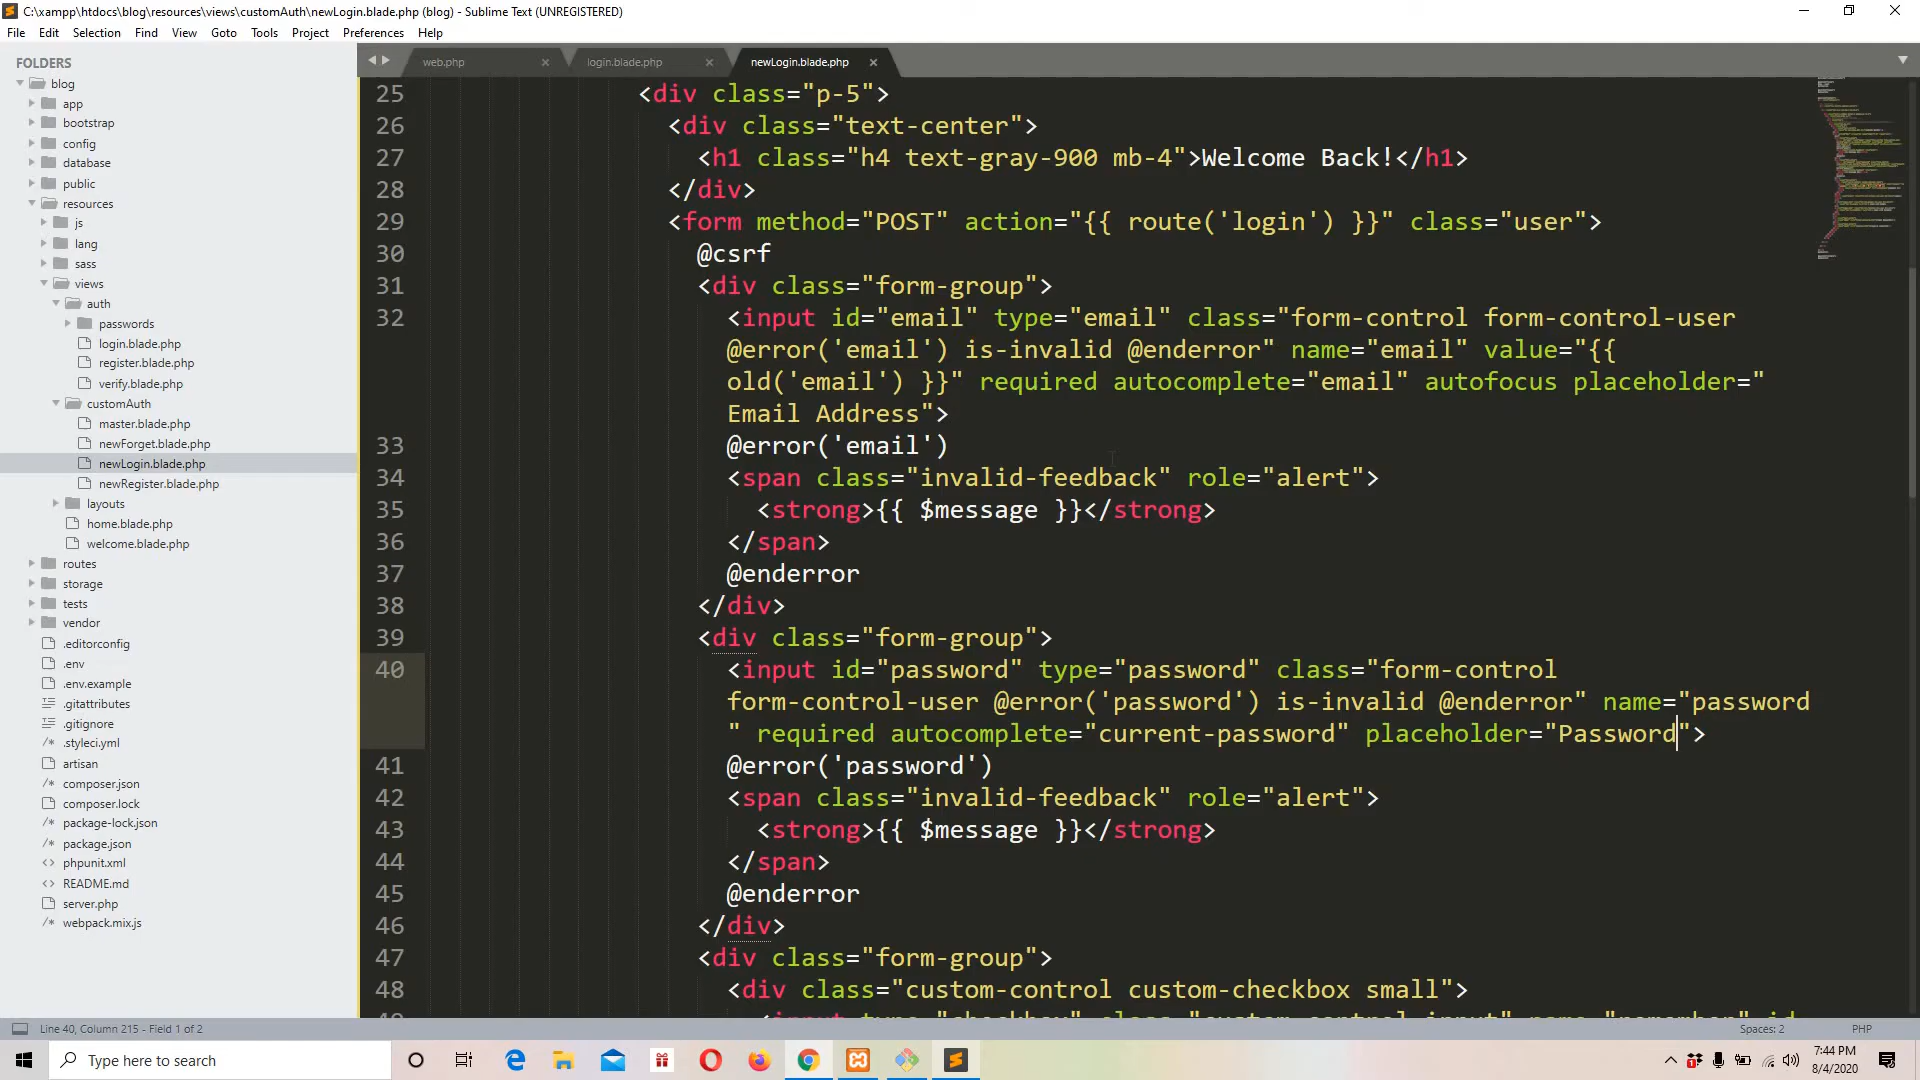 C:\xampp\htdocs\blog\resources\views\customAuth\newLogin.blade.php (blog) - Sublime Text (UNREGISTERED)
File Edit Selection Find View Goto Tools Project Preferences Help
FOLDERS
blog
app
bootstrap
config
database
public
resources
js
lang
sass
views
auth
passwords
login.blade.php
register.blade.php
verify.blade.php
customAuth
master.blade.php
newForget.blade.php
newLogin.blade.php
newRegister.blade.php
layouts
home.blade.php
welcome.blade.php
routes
storage
tests
vendor
.editorconfig
.env
.env.example
.gitattributes
.gitignore
.styleci.yml
artisan
composer.json
composer.lock
package-lock.json
package.json
phpunit.xml
README.md
server.php
webpack.mix.js
web.php login.blade.php newLogin.blade.php
25 <div class="p-5">
26 <div class="text-center">
27 <h1 class="h4 text-gray-900 mb-4">Welcome Back!</h1>
28 </div>
29 <form method="POST" action="{{ route('login') }}" class="user">
30 @csrf
31 <div class="form-group">
32 <input id="email" type="email" class="form-control form-control-user
@error('email') is-invalid @enderror" name="email" value="{{
old('email') }}" required autocomplete="email" autofocus placeholder="
Email Address">
33 @error('email')
34 <span class="invalid-feedback" role="alert">
35 <strong>{{ $message }}</strong>
36 </span>
37 @enderror
38 </div>
39 <div class="form-group">
40 <input id="password" type="password" class="form-control
form-control-user @error('password') is-invalid @enderror" name="password
" required autocomplete="current-password" placeholder="Password">
41 @error('password')
42 <span class="invalid-feedback" role="alert">
43 <strong>{{ $message }}</strong>
44 </span>
45 @enderror
46 </div>
47 <div class="form-group">
48 <div class="custom-control custom-checkbox small">
49 <input type="checkbox" class="custom-control-input" name="remember" id
Line 40, Column 215 - Field 1 of 2 Spaces: 2 PHP
Type here to search
7:44 PM
8/4/2020